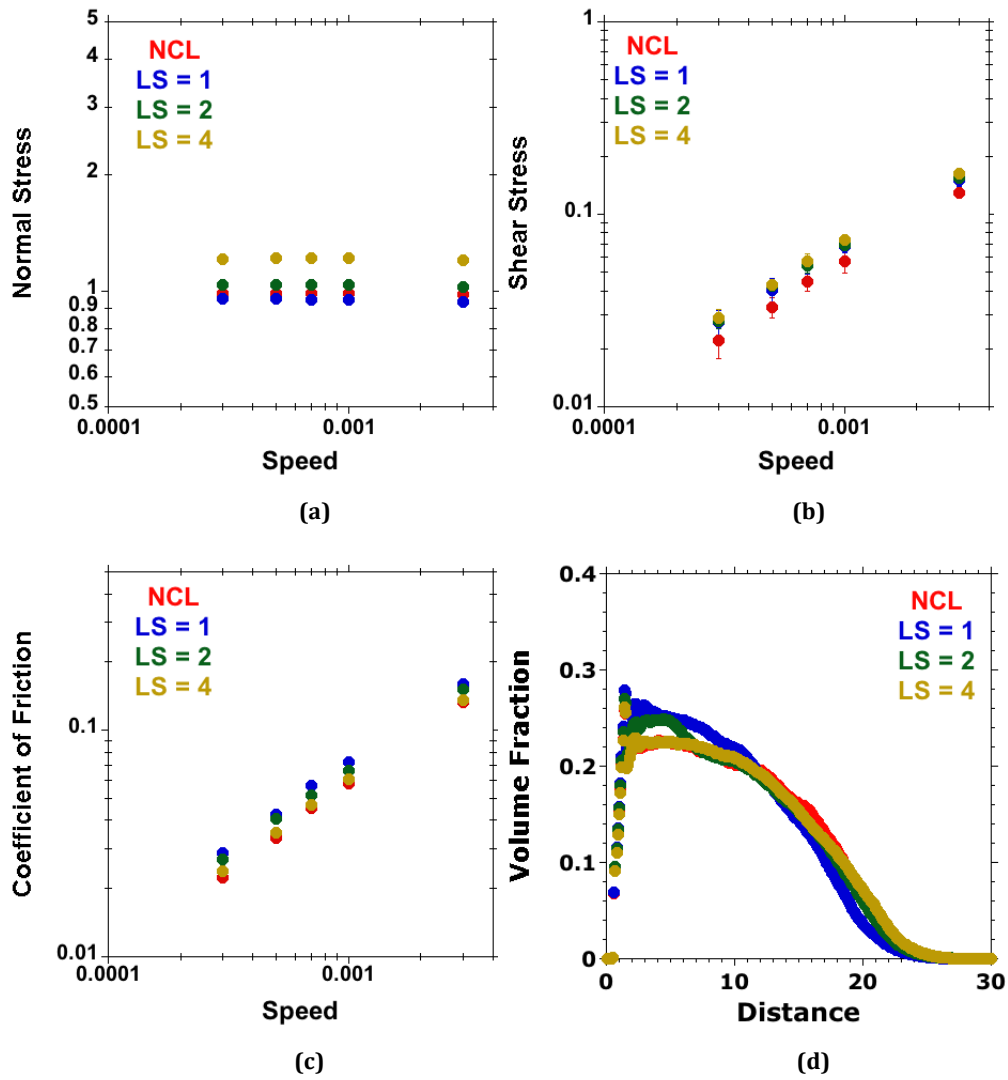 5
4
3
2
1
0.9
0.8
0.7
0.6
0.5
0.0001
0.001
Normal Stress
Speed
NCL
LS = 1
LS = 2
LS = 4
(a)
1
0.1
0.01
0.0001
0.001
Shear Stress
Speed
NCL
LS = 1
LS = 2
LS = 4
(b)
0.1
0.01
0.0001
0.001
Coefficient of Friction
Speed
NCL
LS = 1
LS = 2
LS = 4
(c)
0.4
0.3
0.2
0.1
0
0
10
20
30
Volume Fraction
Distance
NCL
LS = 1
LS = 2
LS = 4
(d)